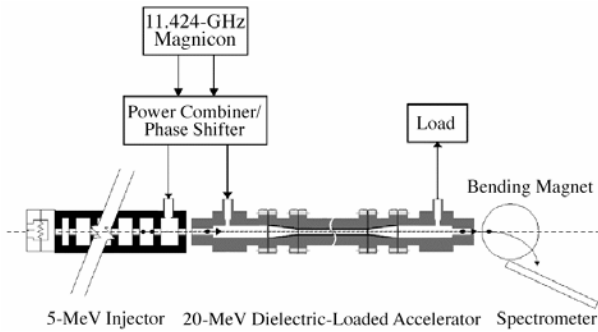 11.424-GHz
Magnicon
Power Combiner/
Phase Shifter
Load
Bending Magnet
5-MeV Injector
20-MeV Dielectric-Loaded Accelerator
Spectrometer